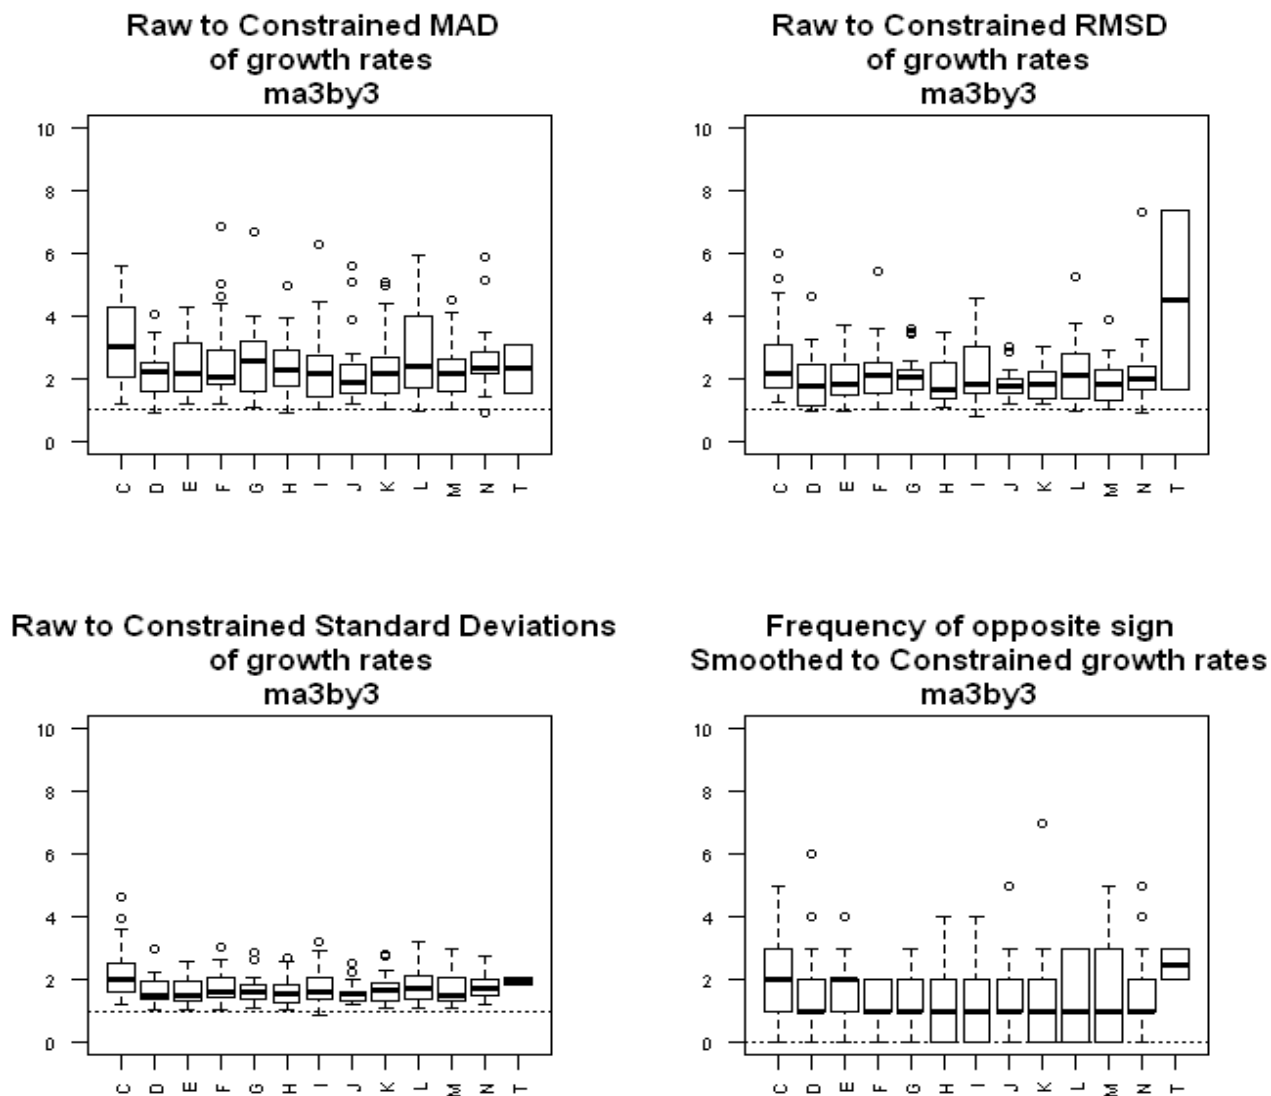 Raw to Constrained MAD
of growth rates
ma3by3
10
8
6
4
2
0
C D E F G H I J K L M N T
Raw to Constrained RMSD
of growth rates
ma3by3
10
8
6
4
2
0
C D E F G H I J K L M N T
Raw to Constrained Standard Deviations
of growth rates
ma3by3
10
8
6
4
2
0
C D E F G H I J K L M N T
Frequency of opposite sign
Smoothed to Constrained growth rates
ma3by3
10
8
6
4
2
0
C D E F G H I J K L M N T